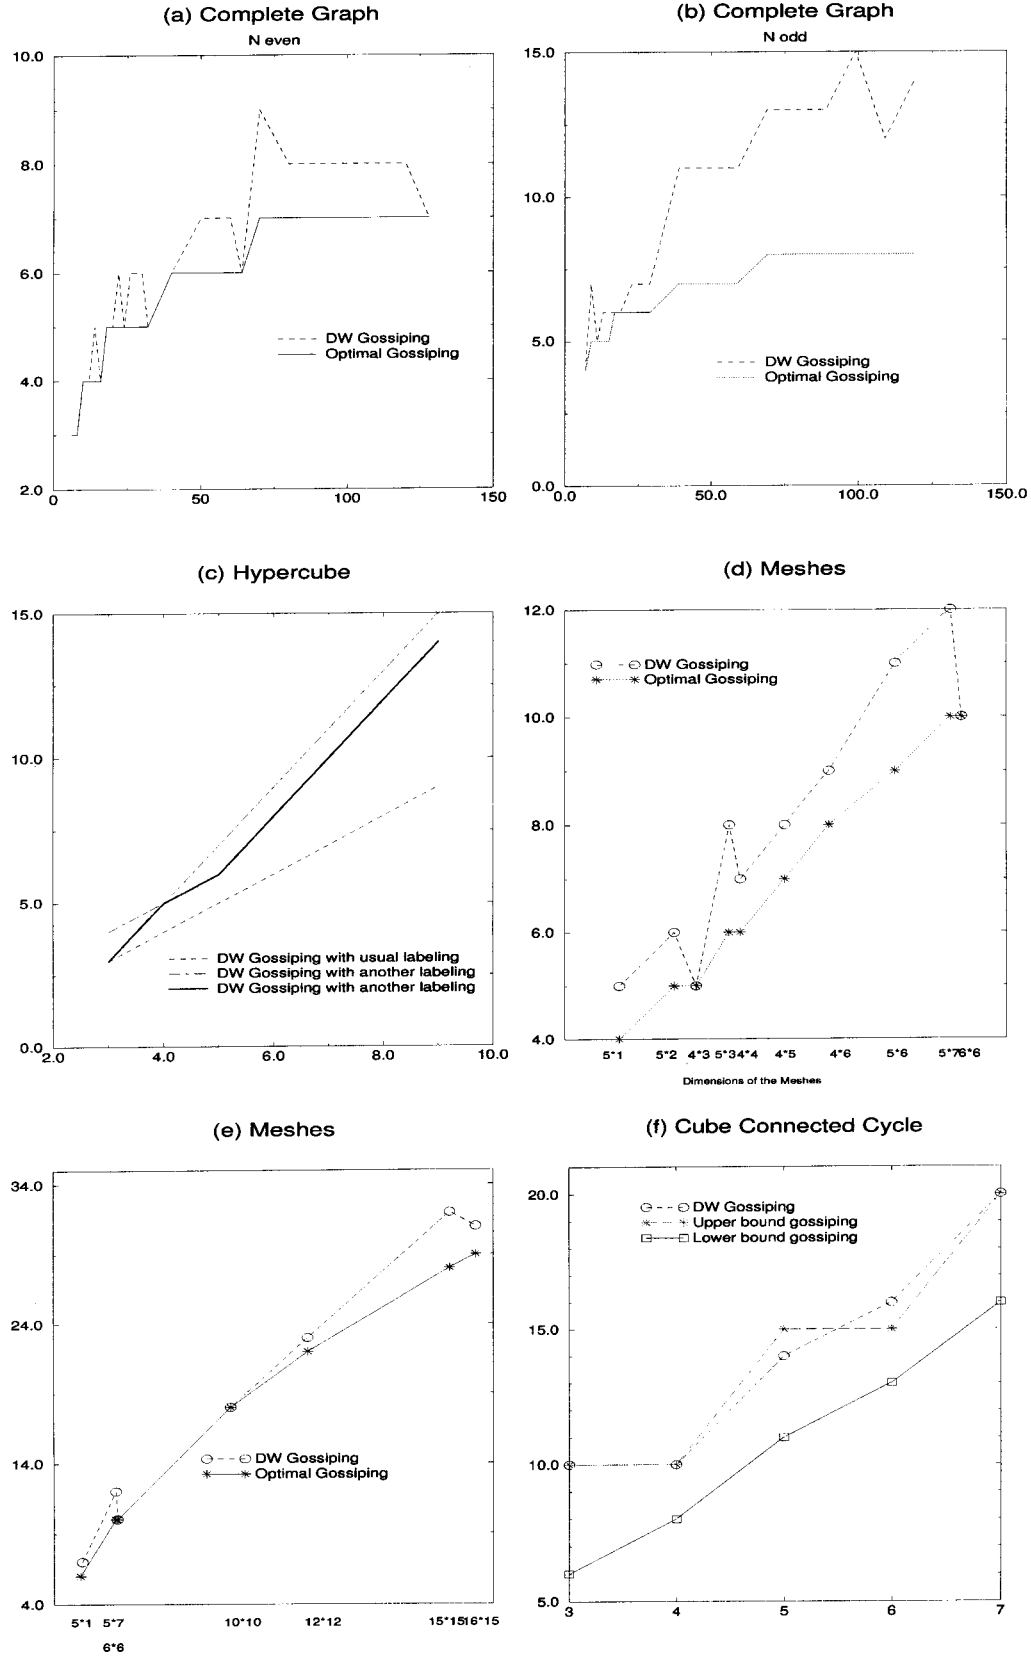 (a) Complete Graph
N even
10.0
8.0
6.0
4.0
2.0
0
50
100
150
DW Gossiping
Optimal Gossiping
(b) Complete Graph
N odd
15.0
10.0
5.0
0.0
0.0
50.0
100.0
150.0
DW Gossiping
Optimal Gossiping
(c) Hypercube
15.0
10.0
5.0
0.0
2.0
4.0
6.0
8.0
10.0
DW Gossiping with usual labeling
DW Gossiping with another labeling
DW Gossiping with another labeling
(d) Meshes
12.0
10.0
8.0
6.0
4.0
DW Gossiping
Optimal Gossiping
5*1
5*2
4*3
5*3
4*4
4*5
4*6
5*6
5*7
6*6
Dimensions of the Meshes
(e) Meshes
34.0
24.0
14.0
4.0
DW Gossiping
Optimal Gossiping
5*1
5*7
10*10
12*12
15*15
16*15
6*6
(f) Cube Connected Cycle
20.0
15.0
10.0
5.0
DW Gossiping
Upper bound gossiping
Lower bound gossiping
3
4
5
6
7